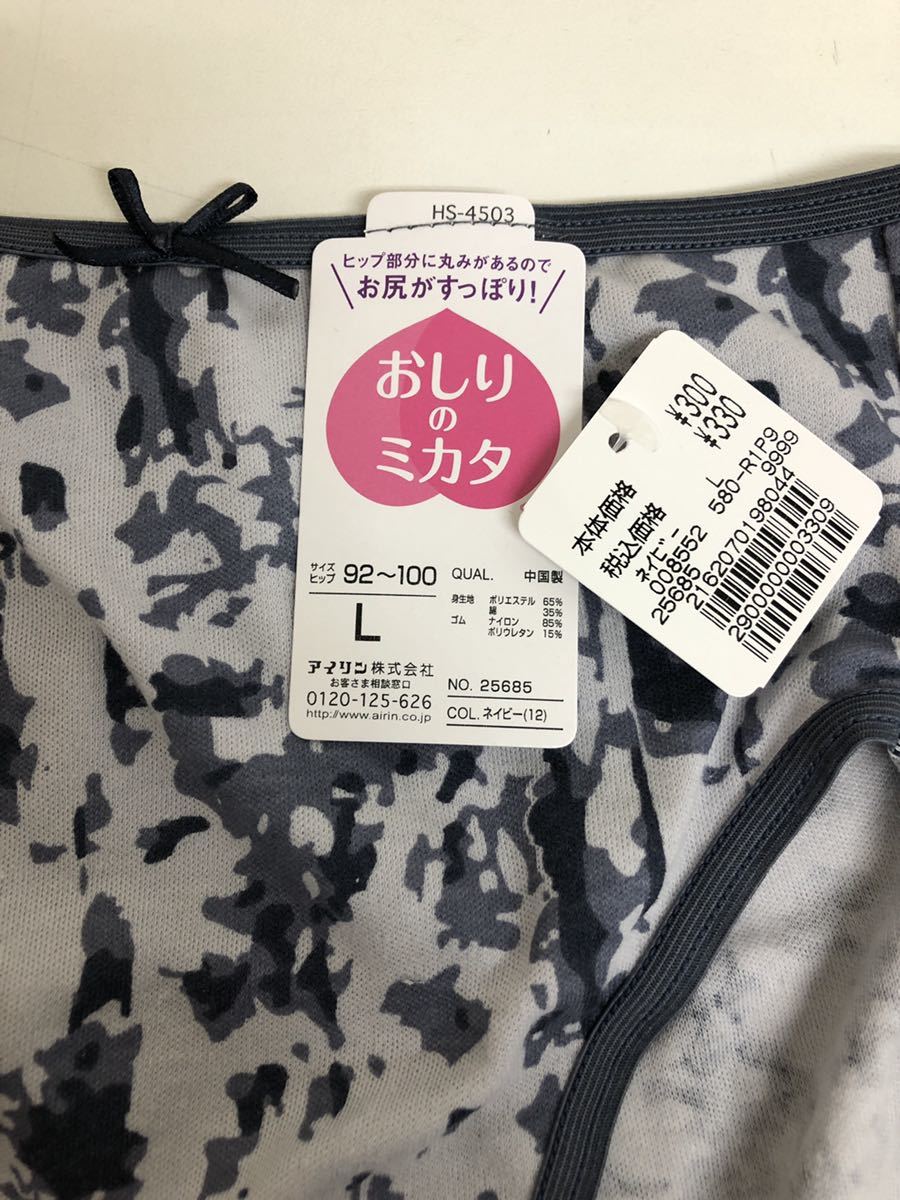 HS-4503
ヒップ部分に丸みがあるので
お尻がすっぽり!
おしり
の
ミカタ
サイズ
ヒップ 92〜100
L
QUAL. 中国製
身生地 ポリエステル 65%
綿 35%
ゴム ナイロン 85%
ポリウレタン 15%
アイリン株式会社
お客さま相談窓口
0120-125-626
http://www.airin.co.jp
NO. 25685
COL. ネイビー(12)
本体価格 ¥300
税込価格 ¥330
ネイビー L
008552 580-R1P9
25685 9999
2162070198044
2900000003309